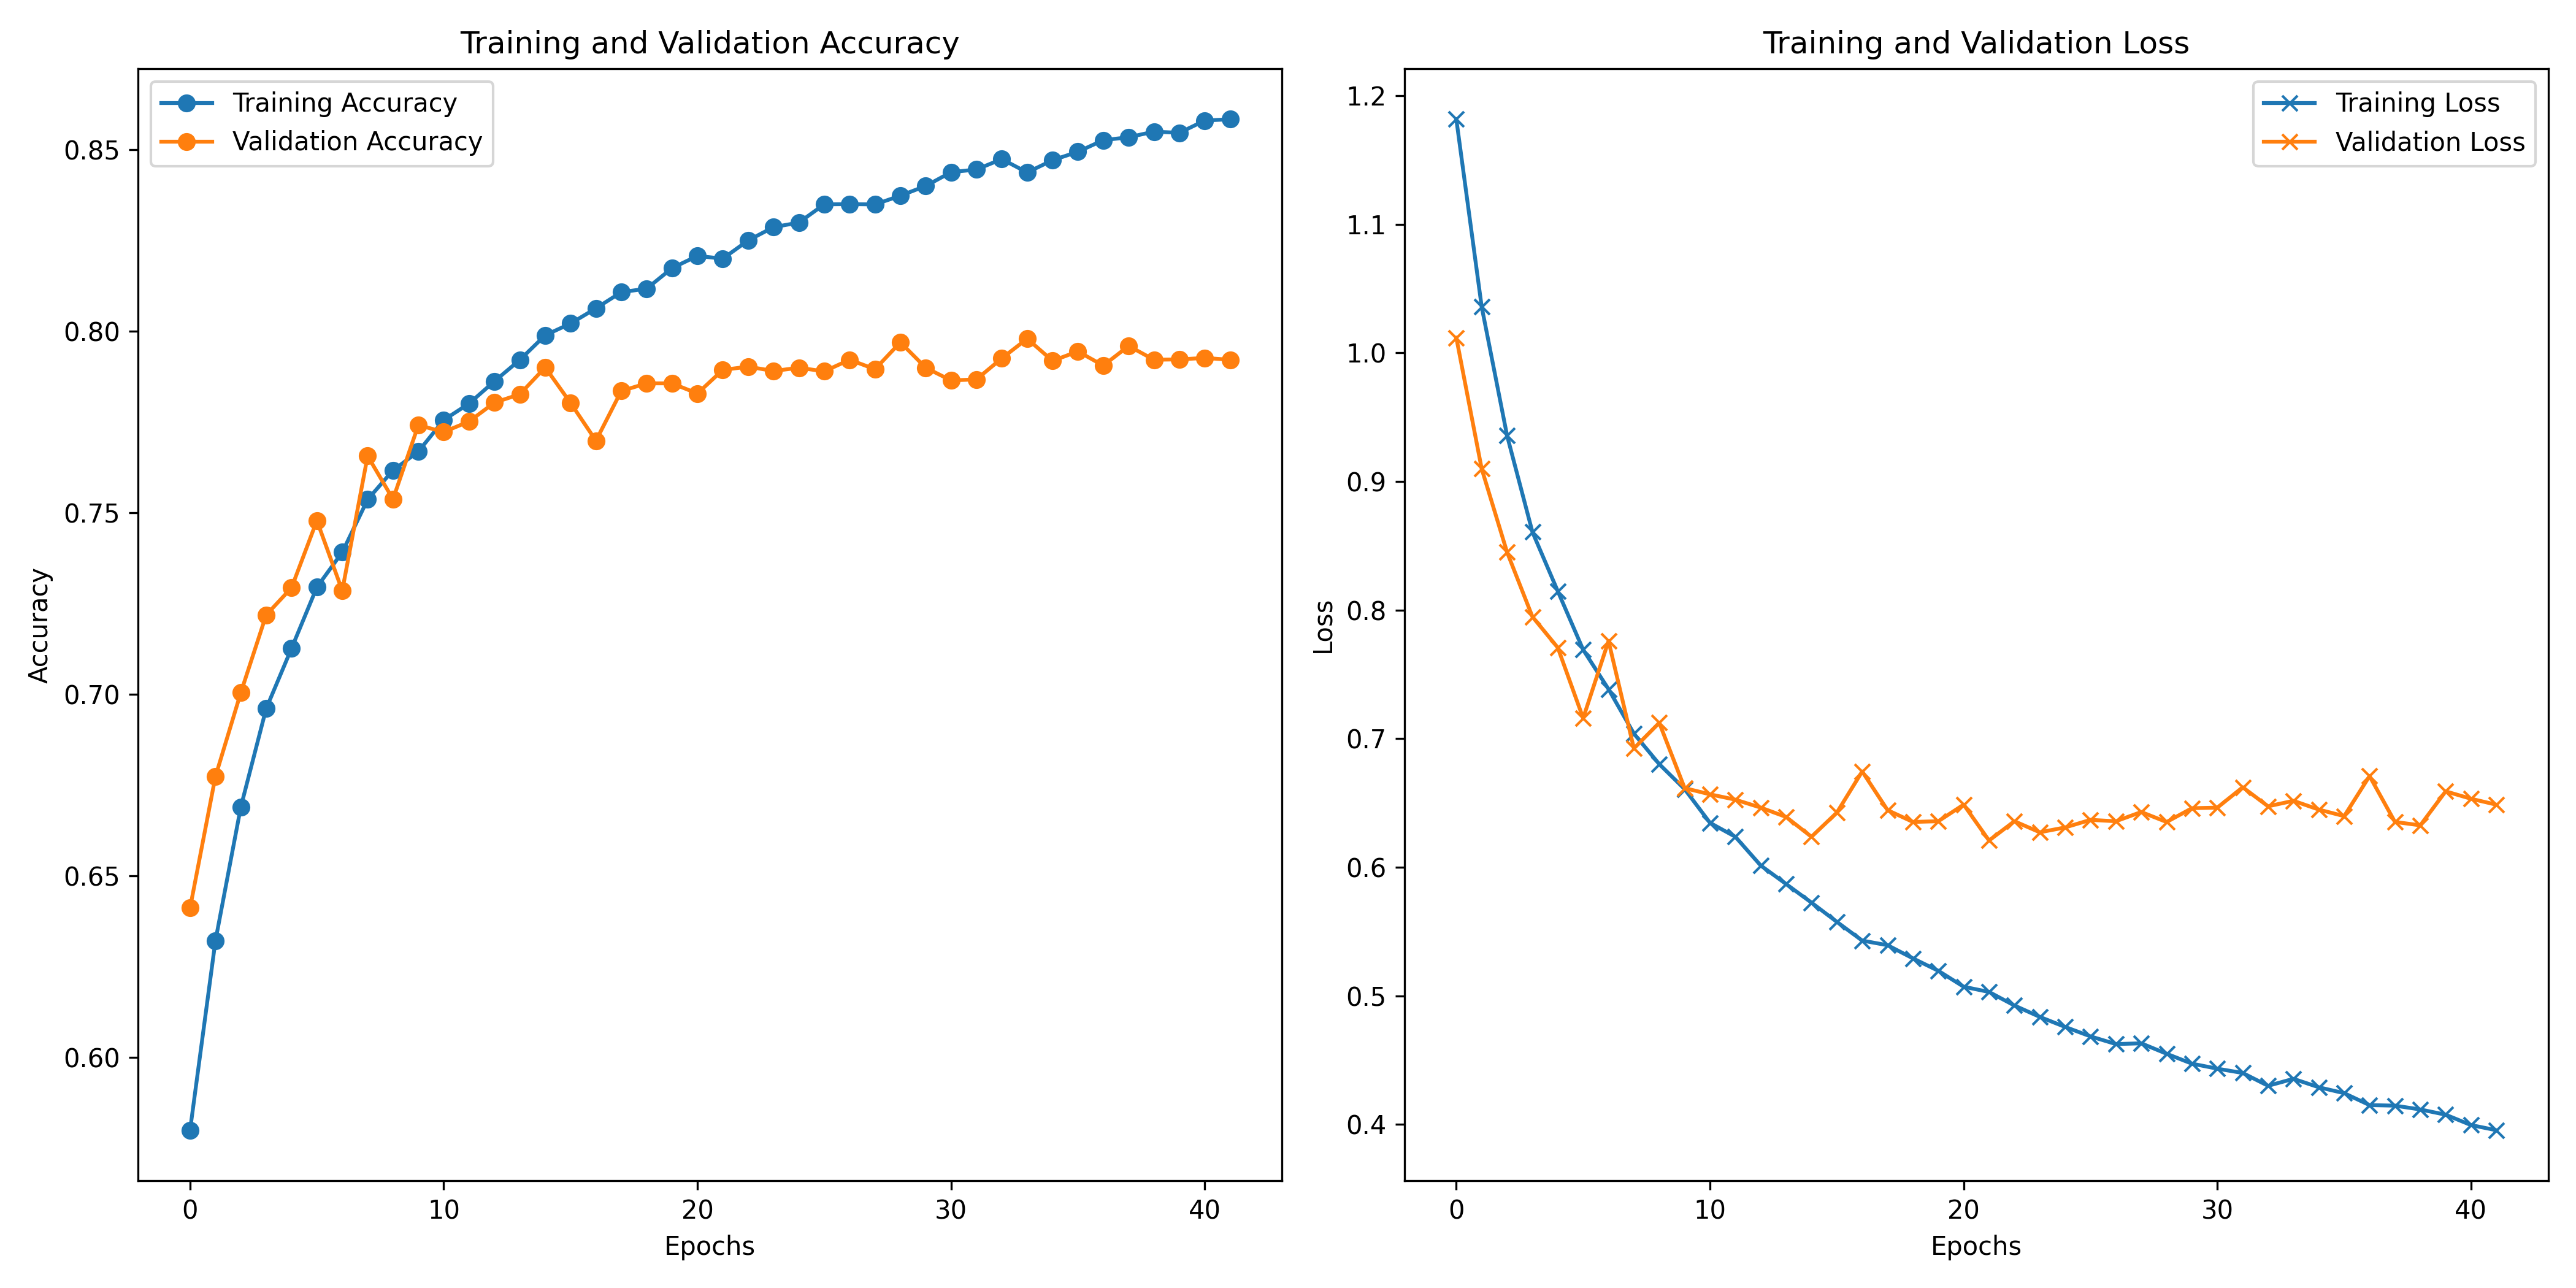 Training and Validation Accuracy
Training Accuracy
Validation Accuracy
0.85
0.80
0.75
0.70
0.65
0.60
Accuracy
0
10
20
30
40
Epochs
Training and Validation Loss
Training Loss
Validation Loss
1.2
1.1
1.0
0.9
0.8
0.7
0.6
0.5
0.4
Loss
0
10
20
30
40
Epochs